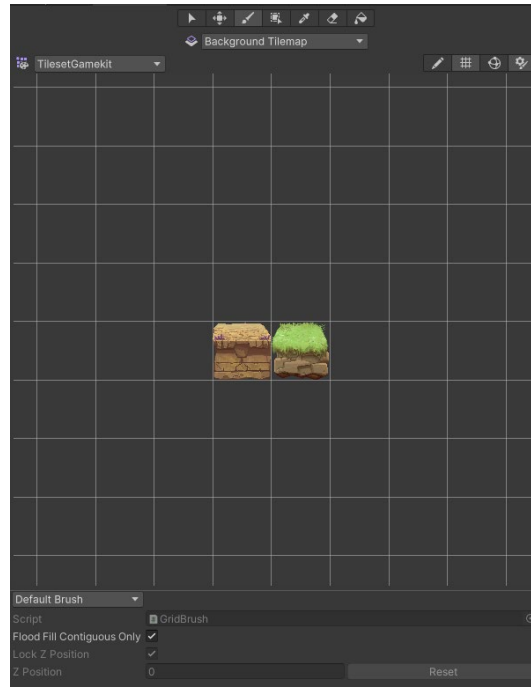 Background Tilemap
TilesetGamekit
Default Brush
Script GridBrush
Flood Fill Contiguous Only
Lock Z Position
Z Position 0 Reset